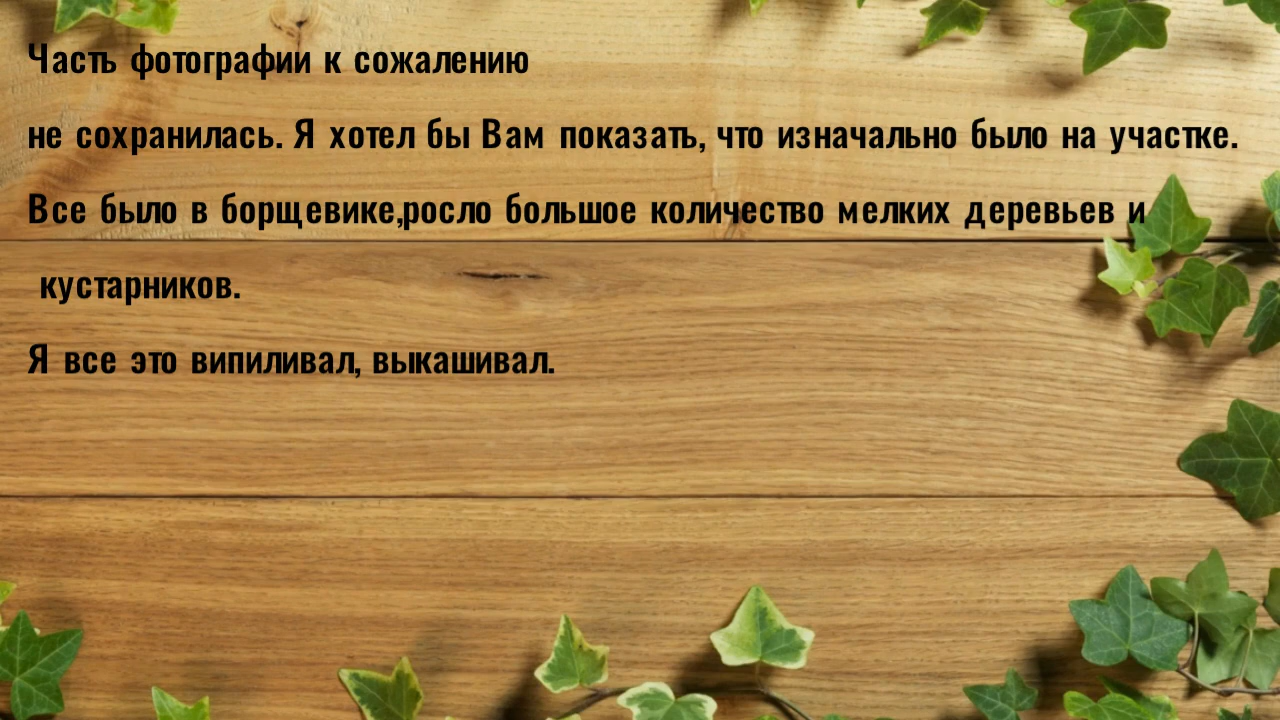 Часть фотографии к сожалению
не сохранилась. Я хотел бы Вам показать, что изначально было на участке.
Все было в борщевике,росло большое количество мелких деревьев и
кустарников.
Я все это випиливал, выкашивал.